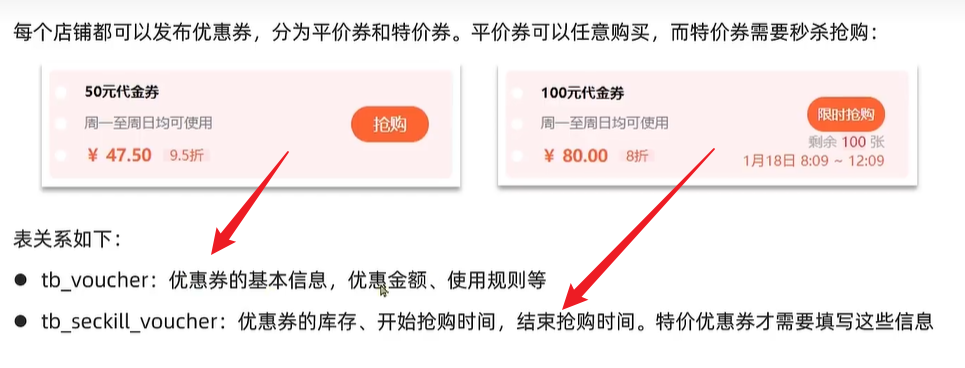 每个店铺都可以发布优惠券，分为平价券和特价券。平价券可以任意购买，而特价券需要秒杀抢购：
50元代金券
周一至周日均可使用
抢购
￥ 47.50 9.5折
100元代金券
周一至周日均可使用
限时抢购
剩余 100 张
￥ 80.00 8折
1月18日 8:09 ~ 12:09
表关系如下：
● tb_voucher：优惠券的基本信息，优惠金额、使用规则等
● tb_seckill_voucher：优惠券的库存、开始抢购时间，结束抢购时间。特价优惠券才需要填写这些信息